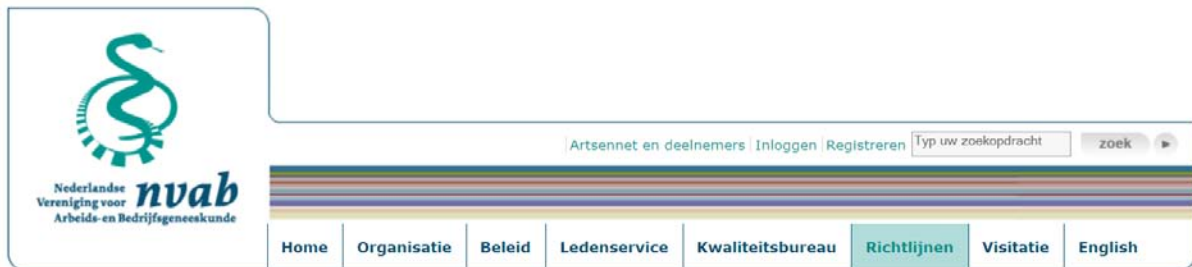 Artsennet en deelnemers Inloggen Registreren Typ uw zoekopdracht zoek
Nederlandse
Vereniging voor nvab
Arbeids- en Bedrijfsgeneeskunde
Home Organisatie Beleid Ledenservice Kwaliteitsbureau Richtlijnen Visitatie English